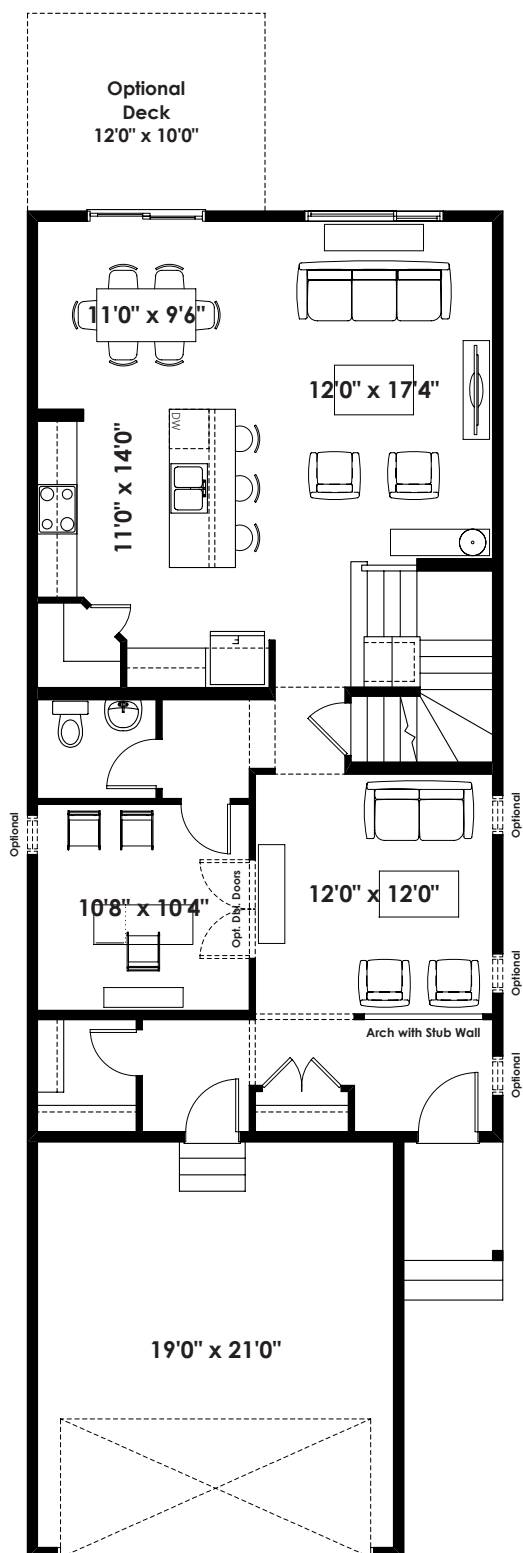 Optional
Deck
12'0" x 10'0"
11'0" x 9'6"
12'0" x 17'4"
DW
11'0" x 14'0"
F
Optional
Optional
10'8" x 10'4"
Opt. Dbl. Doors
12'0" x 12'0"
Optional
Arch with Stub Wall
Optional
19'0" x 21'0"